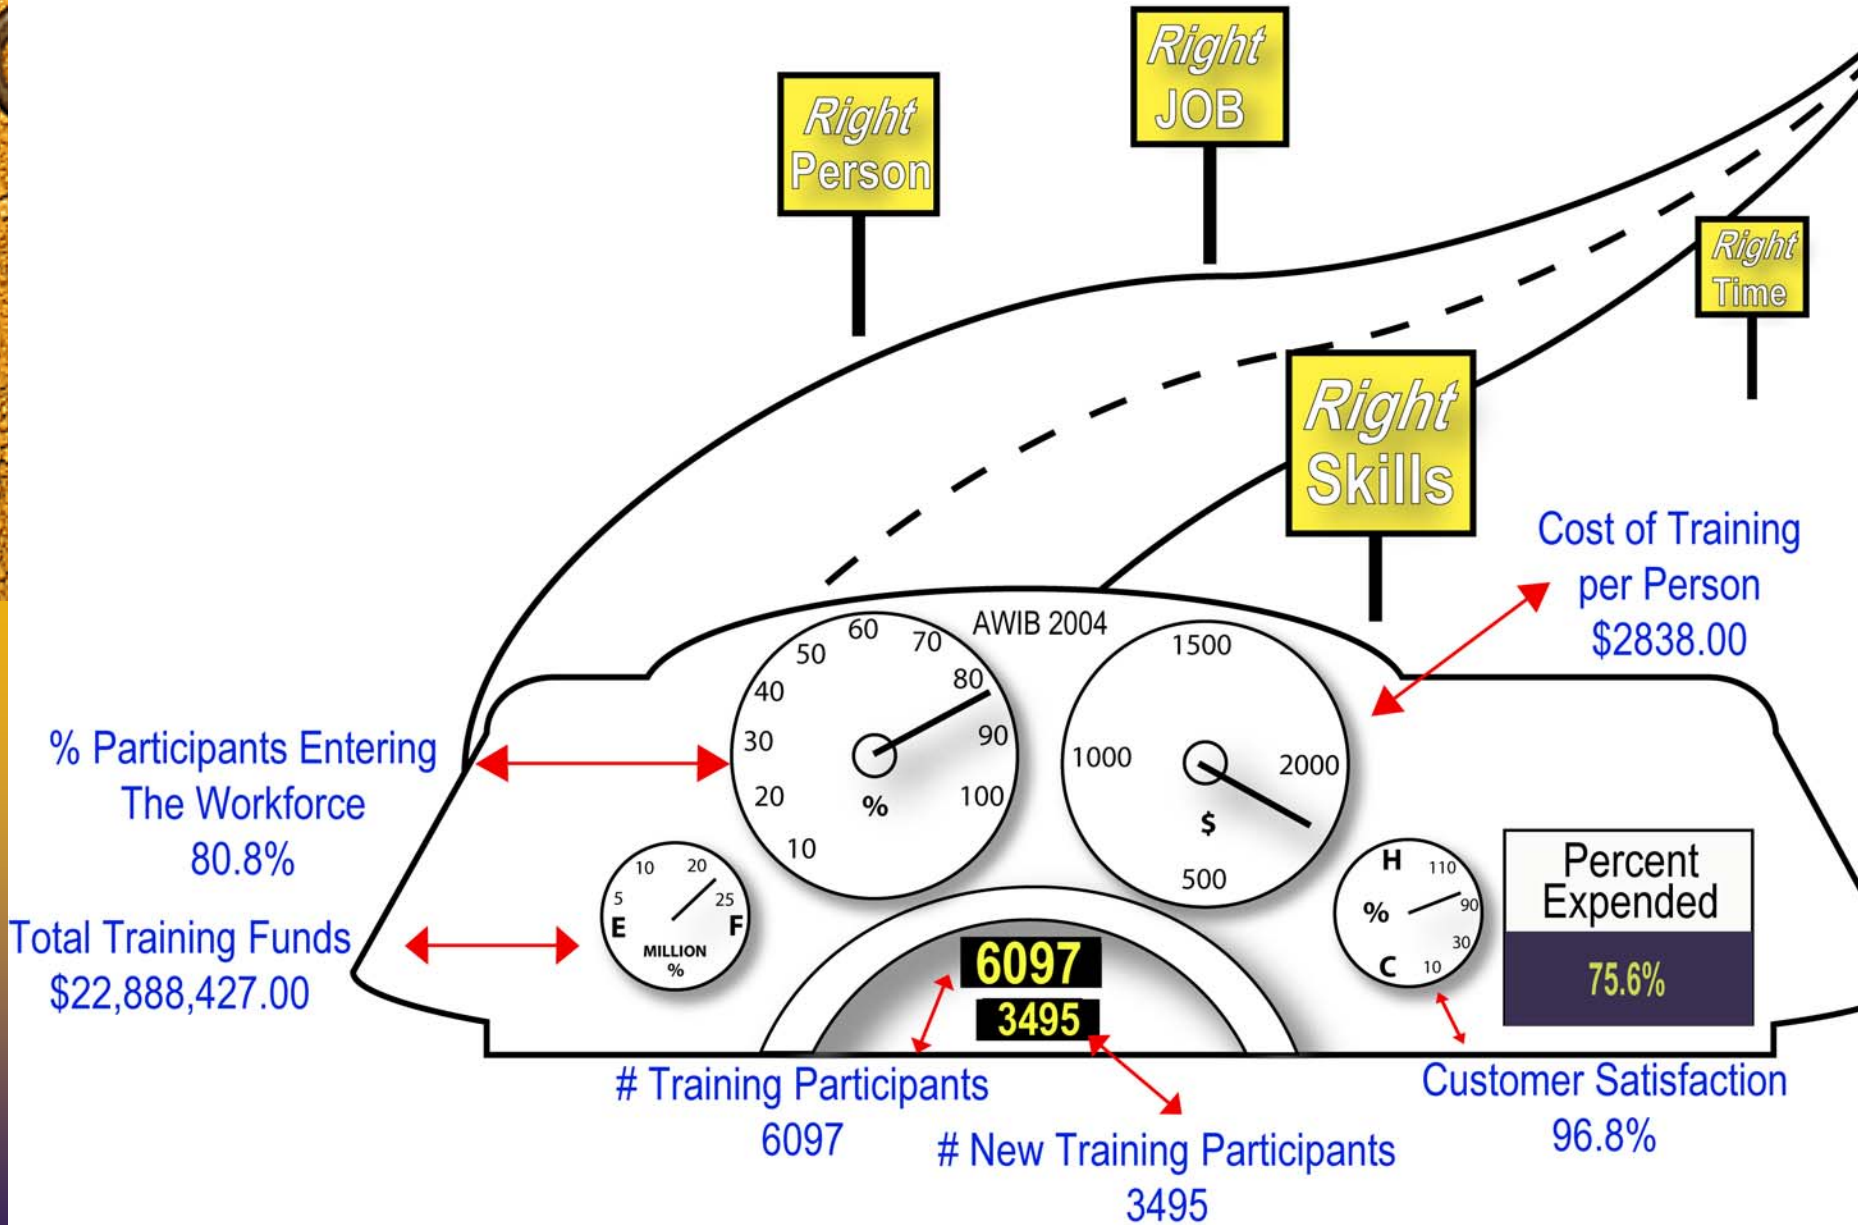 Right
JOB
Right
Person
Right
Time
Right
Skills
Cost of Training
per Person
$2838.00
AWIB 2004
10
20
30
40
50
60
70
80
90
100
%
500
1000
1500
2000
$
% Participants Entering
The Workforce
80.8%
Total Training Funds
$22,888,427.00
5
10
20
25
E
F
MILLION
%
H
110
%
90
30
C
10
Percent
Expended
75.6%
6097
3495
# Training Participants
6097
# New Training Participants
3495
Customer Satisfaction
96.8%